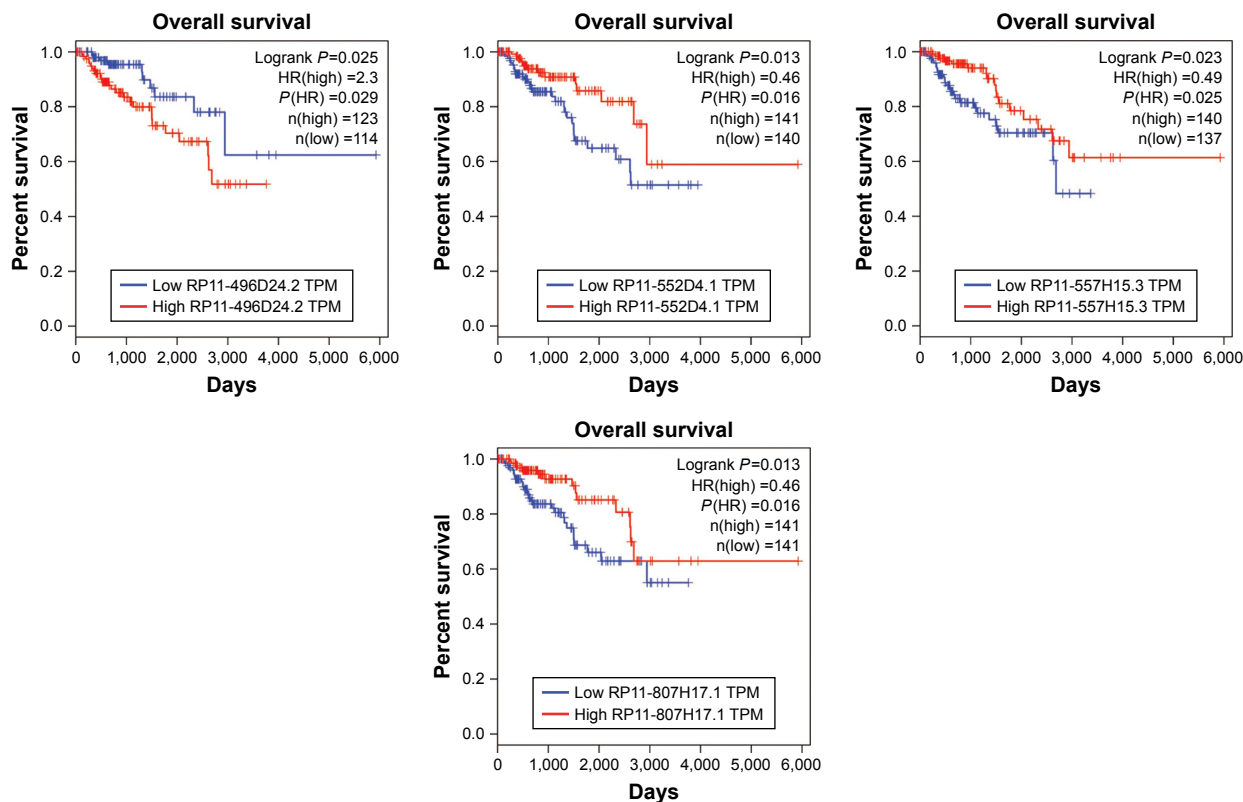 Overall survival
Percent survival
1.0
0.8
0.6
0.4
0.2
0.0
Logrank P=0.025
HR(high) =2.3
P(HR) =0.029
n(high) =123
n(low) =114
Low RP11-496D24.2 TPM
High RP11-496D24.2 TPM
0 1,000 2,000 3,000 4,000 5,000 6,000
Days
Overall survival
Percent survival
1.0
0.8
0.6
0.4
0.2
0.0
Logrank P=0.013
HR(high) =0.46
P(HR) =0.016
n(high) =141
n(low) =140
Low RP11-552D4.1 TPM
High RP11-552D4.1 TPM
0 1,000 2,000 3,000 4,000 5,000 6,000
Days
Overall survival
Percent survival
1.0
0.8
0.6
0.4
0.2
0.0
Logrank P=0.023
HR(high) =0.49
P(HR) =0.025
n(high) =140
n(low) =137
Low RP11-557H15.3 TPM
High RP11-557H15.3 TPM
0 1,000 2,000 3,000 4,000 5,000 6,000
Days
Overall survival
Percent survival
1.0
0.8
0.6
0.4
0.2
0.0
Logrank P=0.013
HR(high) =0.46
P(HR) =0.016
n(high) =141
n(low) =141
Low RP11-807H17.1 TPM
High RP11-807H17.1 TPM
0 1,000 2,000 3,000 4,000 5,000 6,000
Days